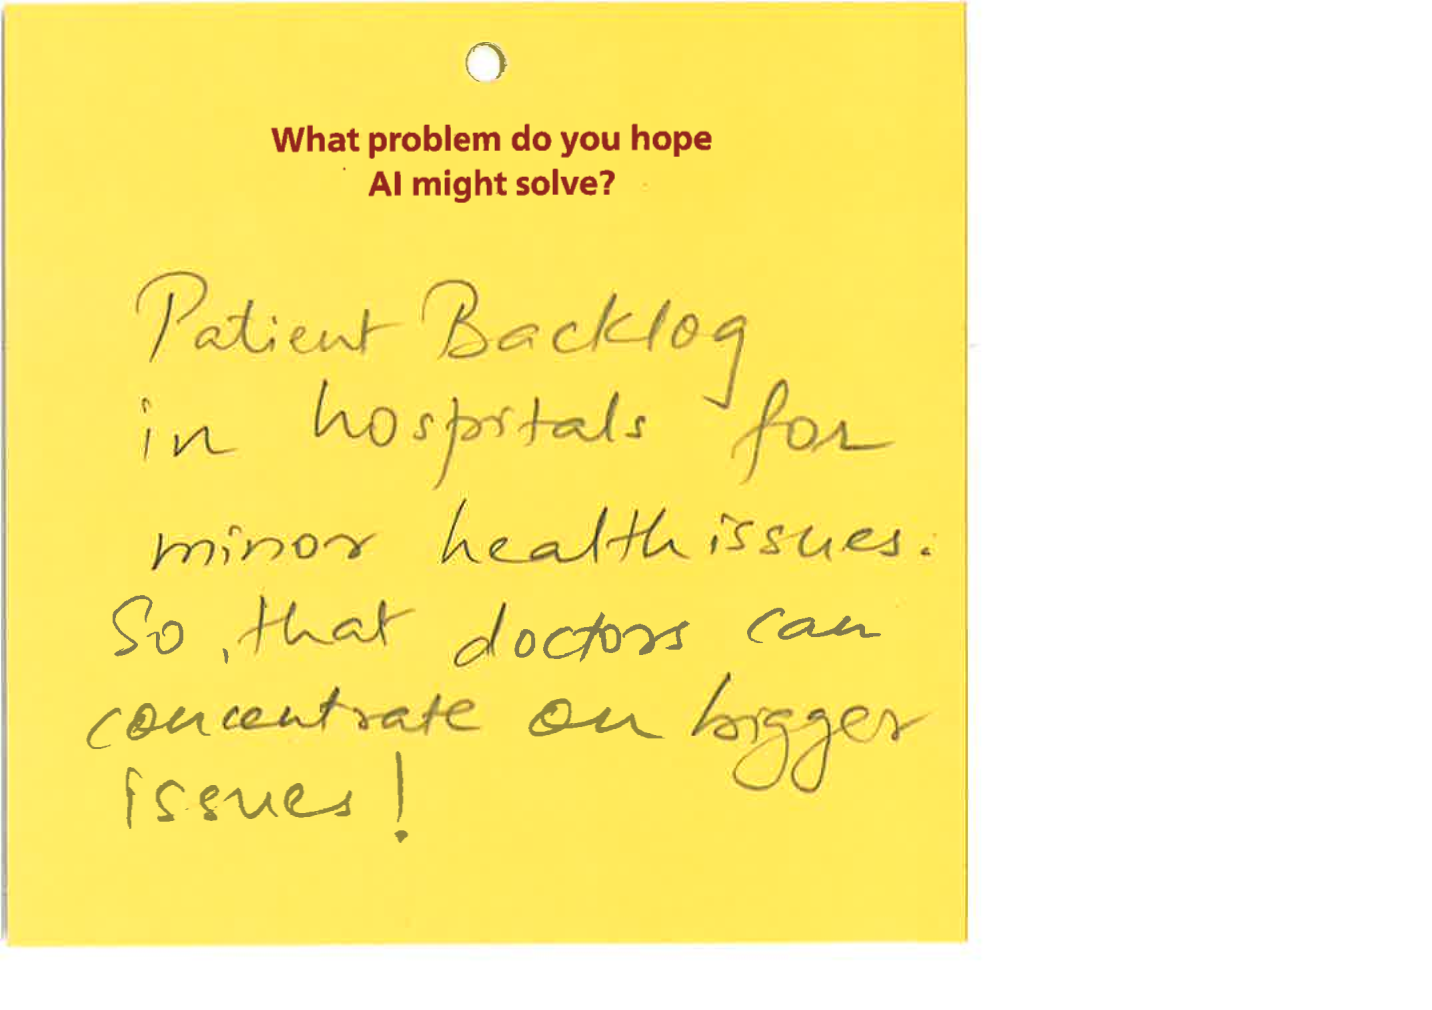 What problem do you hope
AI might solve?
Patient Backlog
in hospitals for
minor health issues.
So, that doctors can
concentrate on bigger
issues!